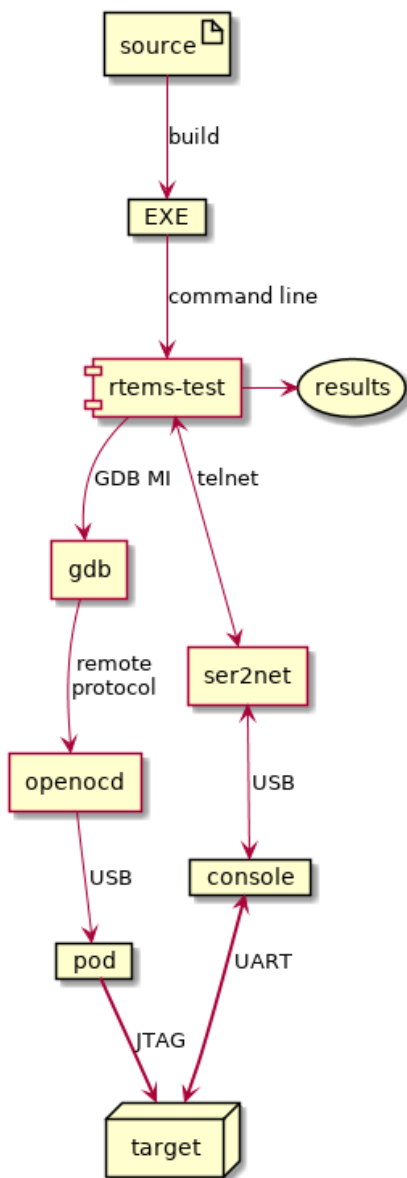 source
build
EXE
command line
rtems-test
results
GDB MI
telnet
gdb
remote
protocol
ser2net
openocd
USB
USB
console
pod
UART
JTAG
target